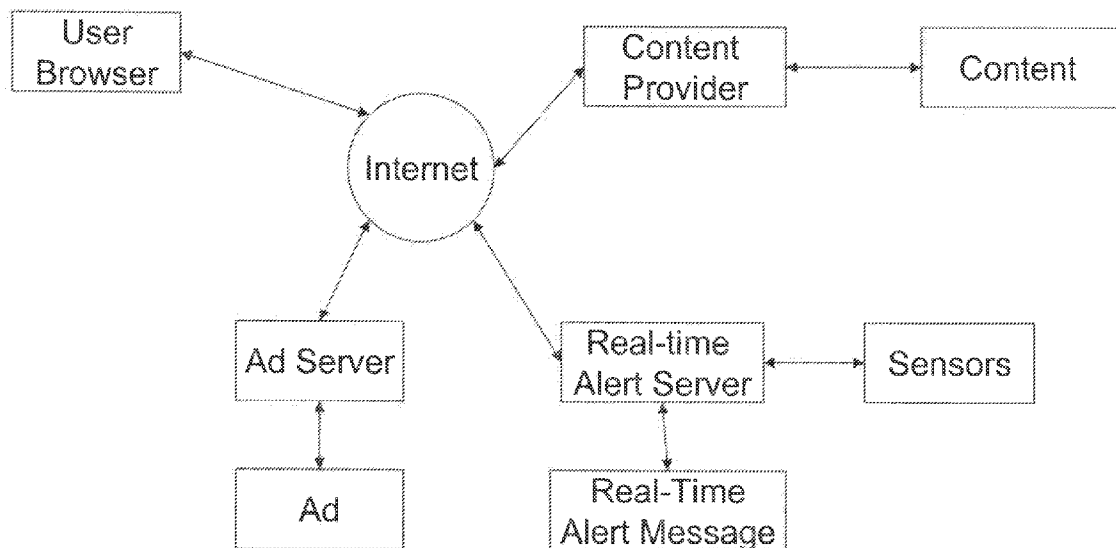 User
Browser
Content
Provider
Content
Internet
Ad Server
Real-time
Alert Server
Sensors
Ad
Real-Time
Alert Message